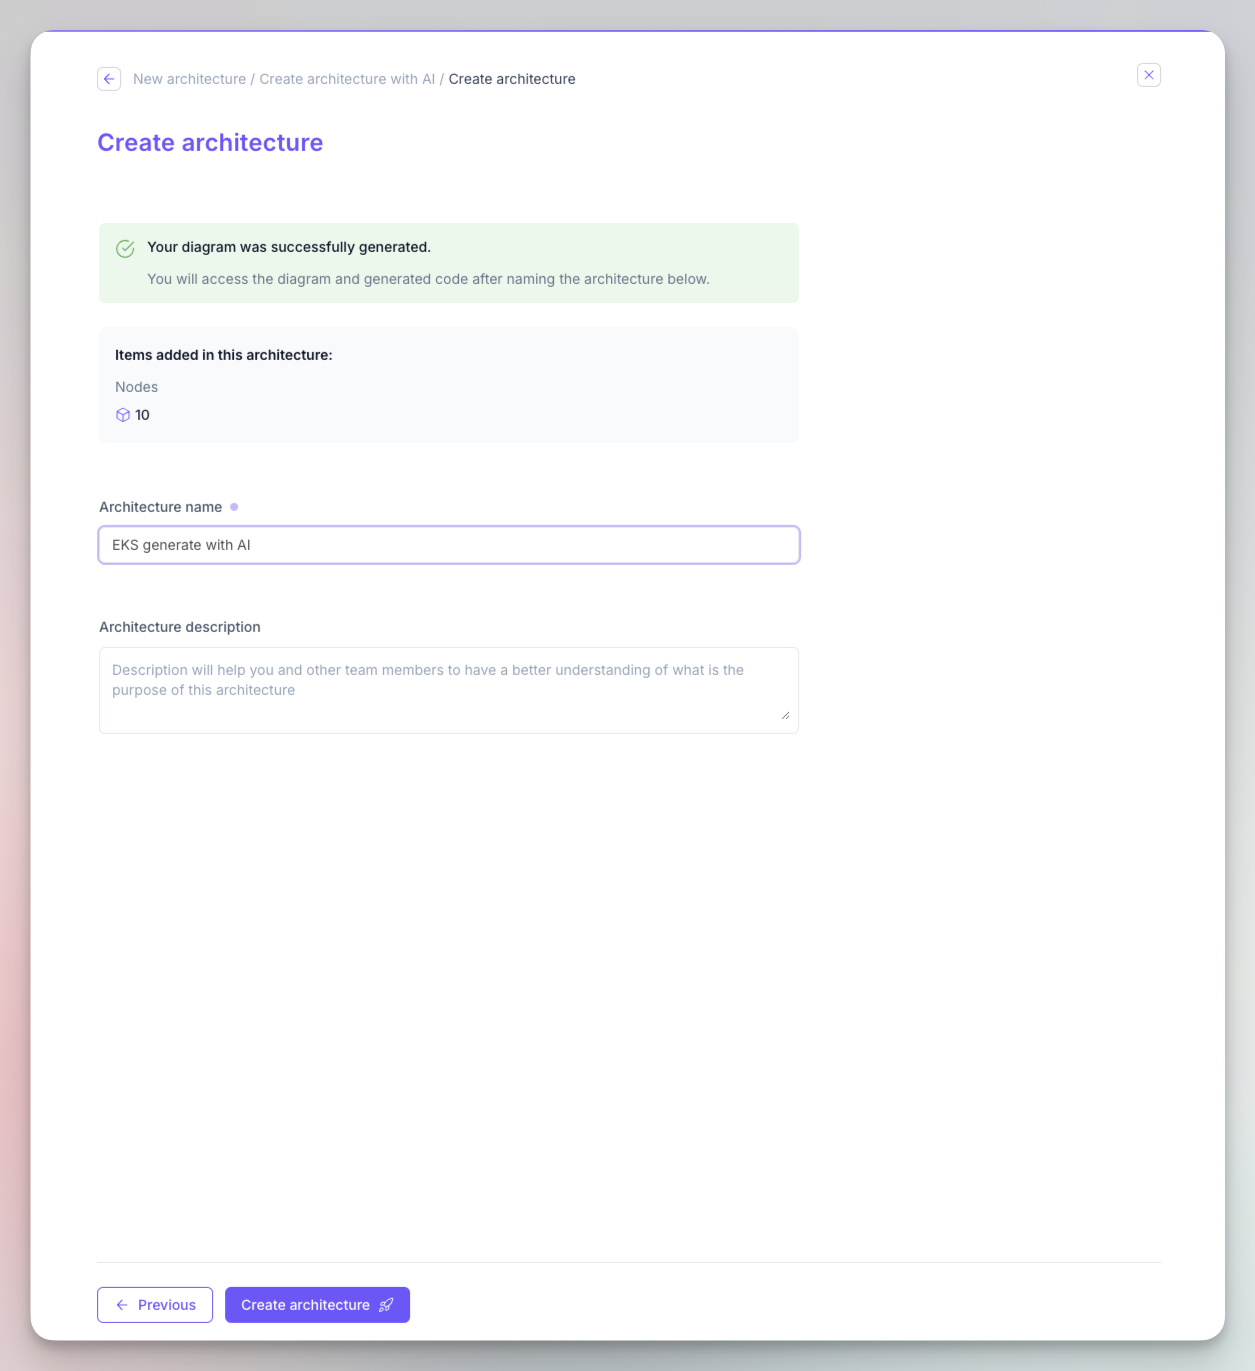 New architecture / Create architecture with AI / Create architecture
Create architecture
Your diagram was successfully generated.
You will access the diagram and generated code after naming the architecture below.
Items added in this architecture:
Nodes
10
Architecture name
EKS generate with AI
Architecture description
Description will help you and other team members to have a better understanding of what is the
purpose of this architecture
Previous
Create architecture